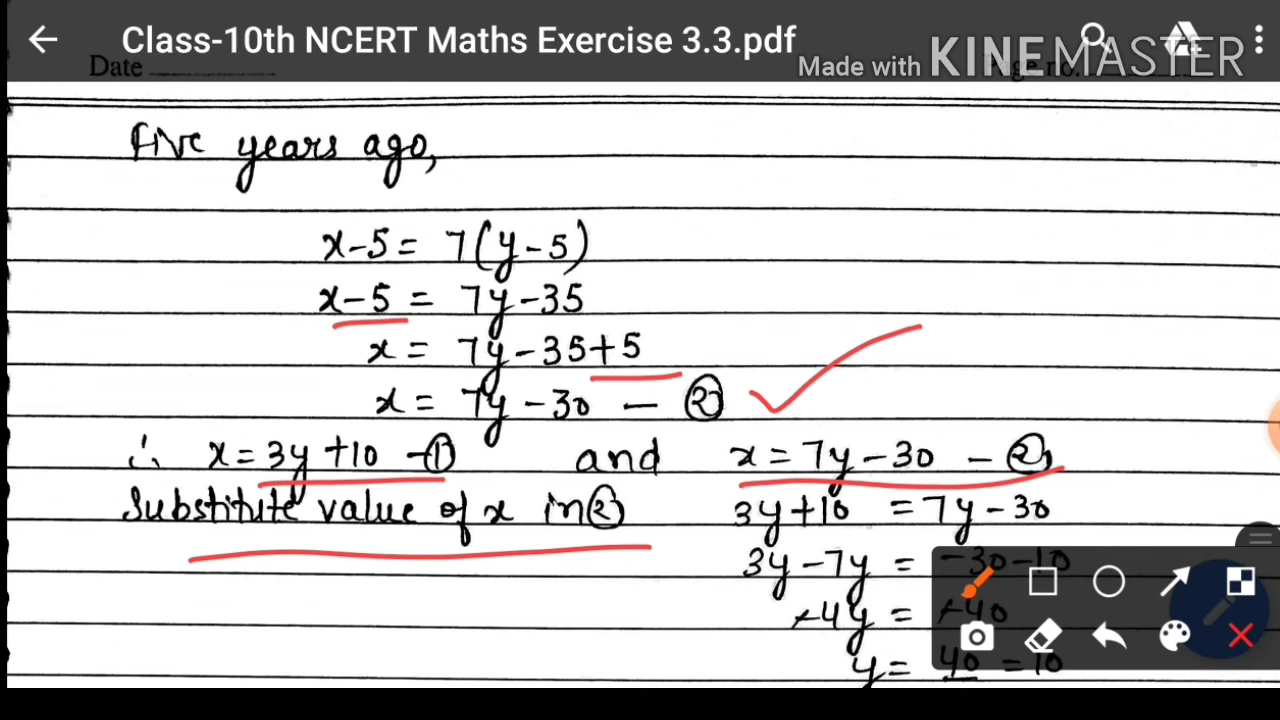 Class-10th NCERT Maths Exercise 3.3.pdf
Made with KINEMASTER
Date
Five years ago,
x-5 = 7(y-5)
x-5 = 7y-35
x = 7y-35+5
x = 7y-30 — ②
∴ x = 3y+10 -① and x = 7y-30 - ②
Substitute value of x in ② 3y+10 = 7y-30
3y-7y = -30-10
-4y = -40
y = 40 = 10